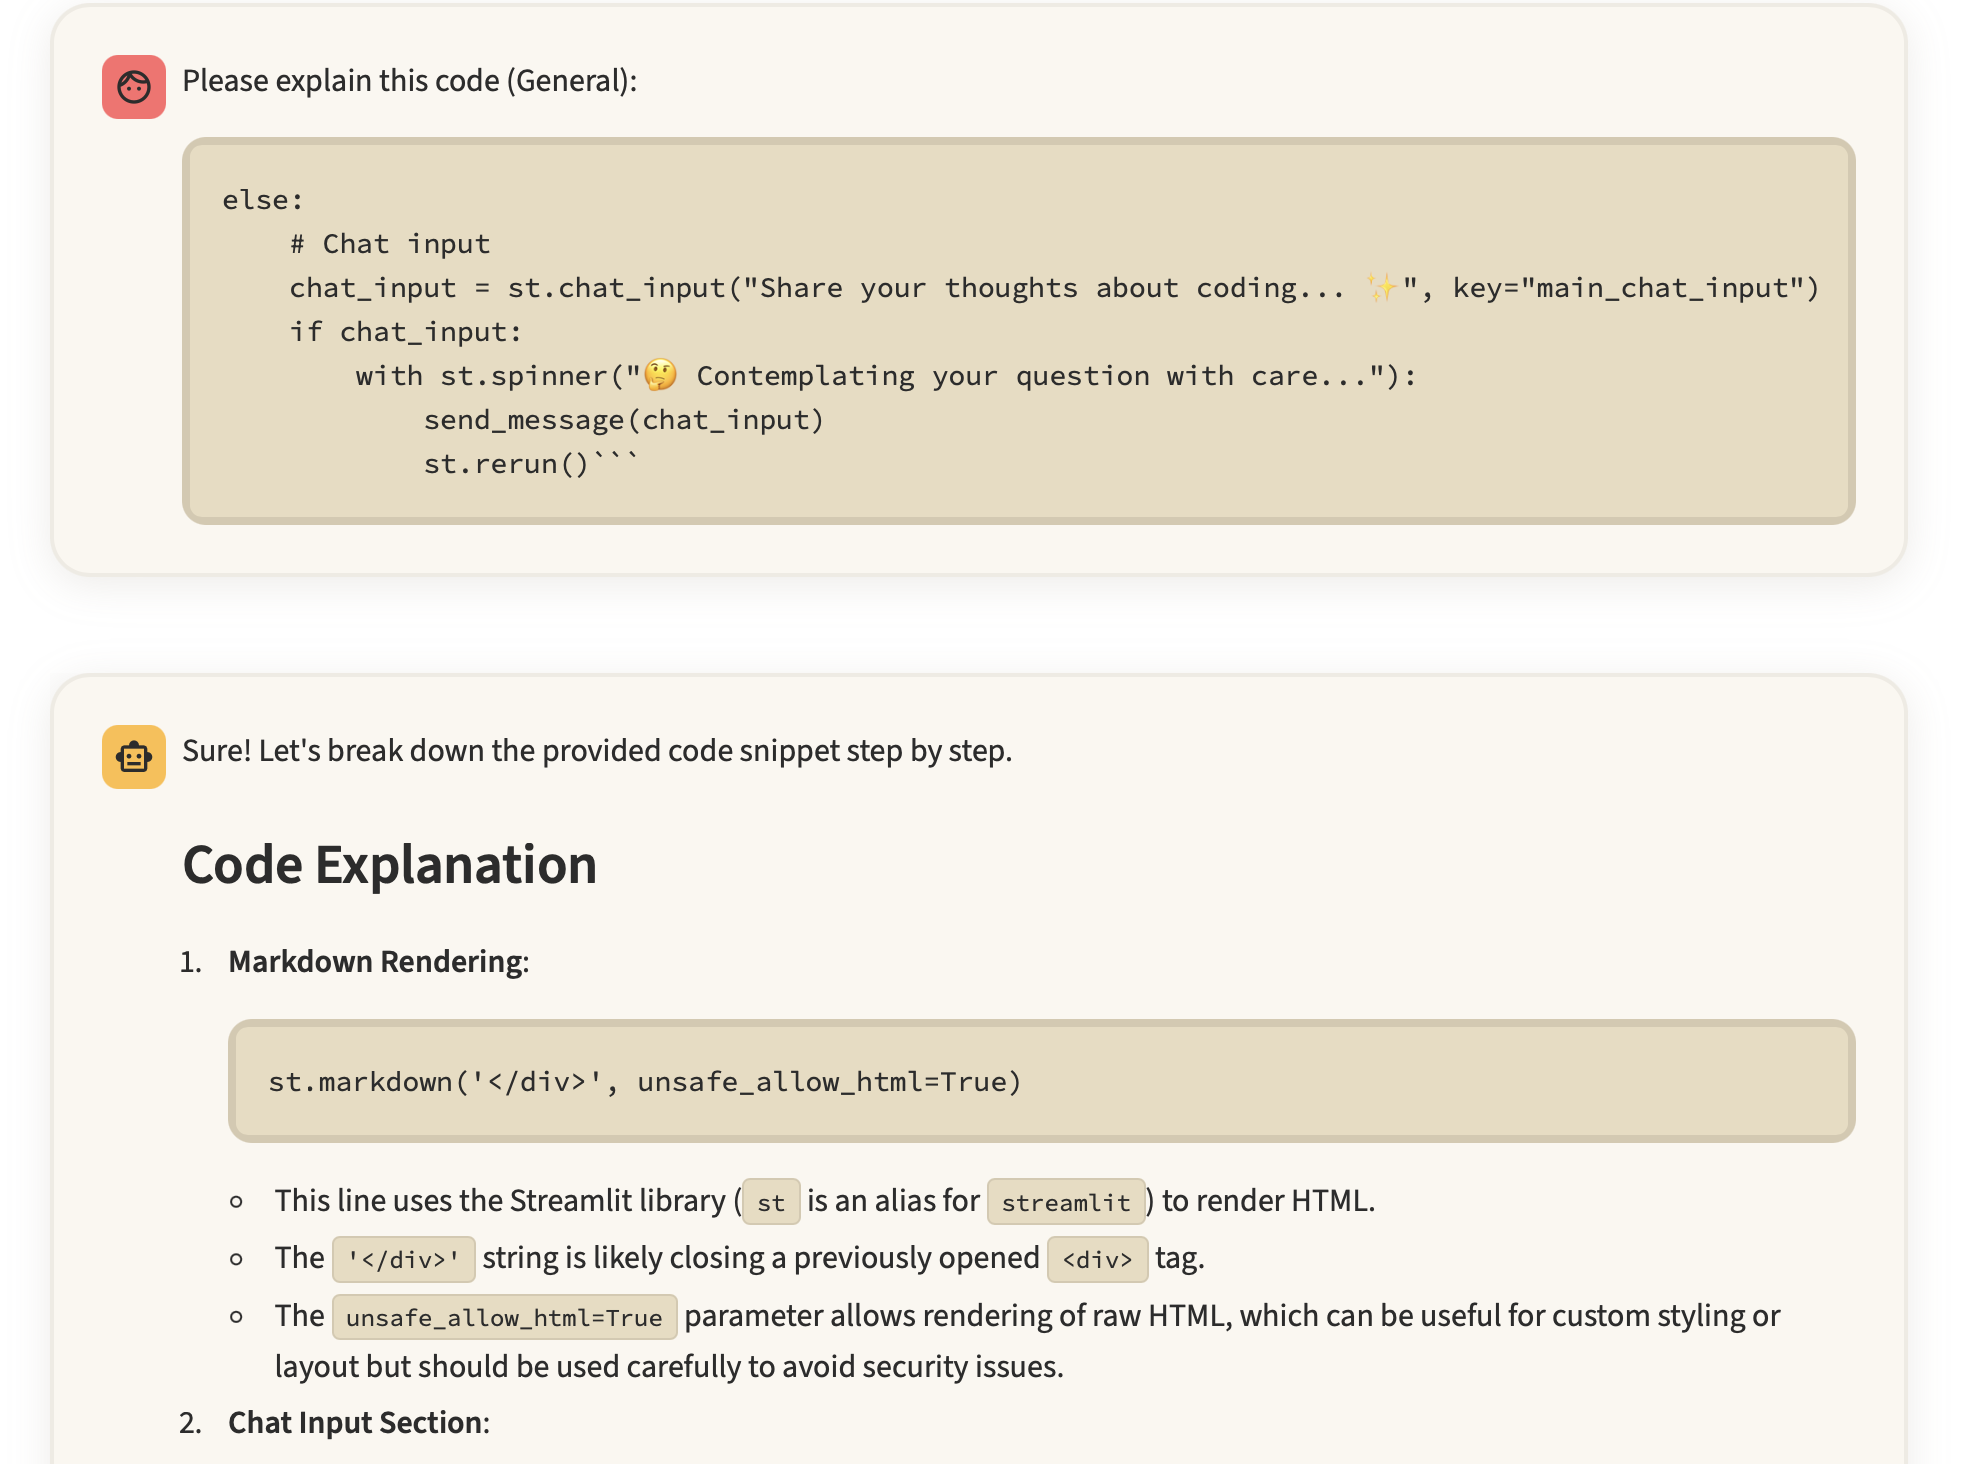 Please explain this code (General):
else:
    # Chat input
    chat_input = st.chat_input("Share your thoughts about coding... ✨", key="main_chat_input")
    if chat_input:
        with st.spinner("🤔 Contemplating your question with care..."):
            send_message(chat_input)
            st.rerun()```
Sure! Let's break down the provided code snippet step by step.
Code Explanation
1. Markdown Rendering:
st.markdown('</div>', unsafe_allow_html=True)
○ This line uses the Streamlit library (st is an alias for streamlit) to render HTML.
○ The '</div>' string is likely closing a previously opened <div> tag.
○ The unsafe_allow_html=True parameter allows rendering of raw HTML, which can be useful for custom styling or
layout but should be used carefully to avoid security issues.
2. Chat Input Section: